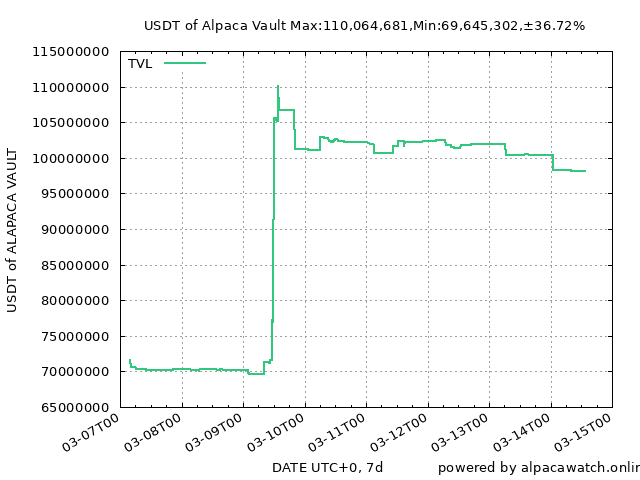 USDT of Alpaca Vault Max:110,064,681,Min:69,645,302,±36.72%
TVL
115000000
110000000
105000000
100000000
95000000
90000000
85000000
80000000
75000000
70000000
65000000
USDT of ALAPACA VAULT
03-07T00
03-08T00
03-09T00
03-10T00
03-11T00
03-12T00
03-13T00
03-14T00
03-15T00
DATE UTC+0, 7d
powered by alpacawatch.onlin